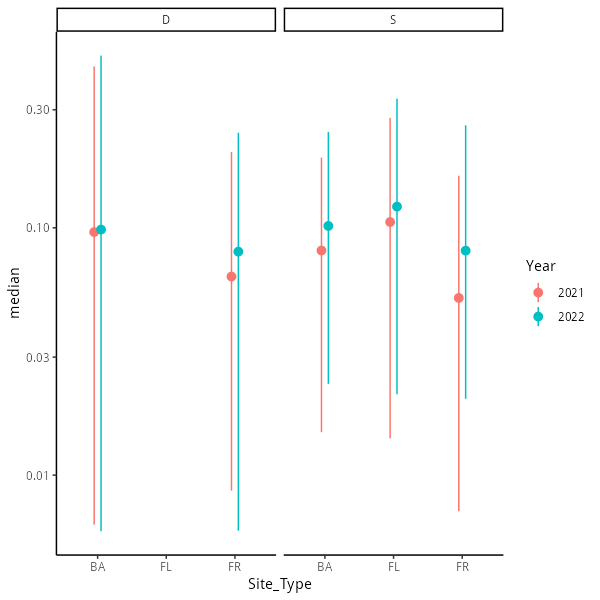 D S
median
0.30
0.10
0.03
0.01
BA FL FR BA FL FR
Site_Type
Year
2021
2022